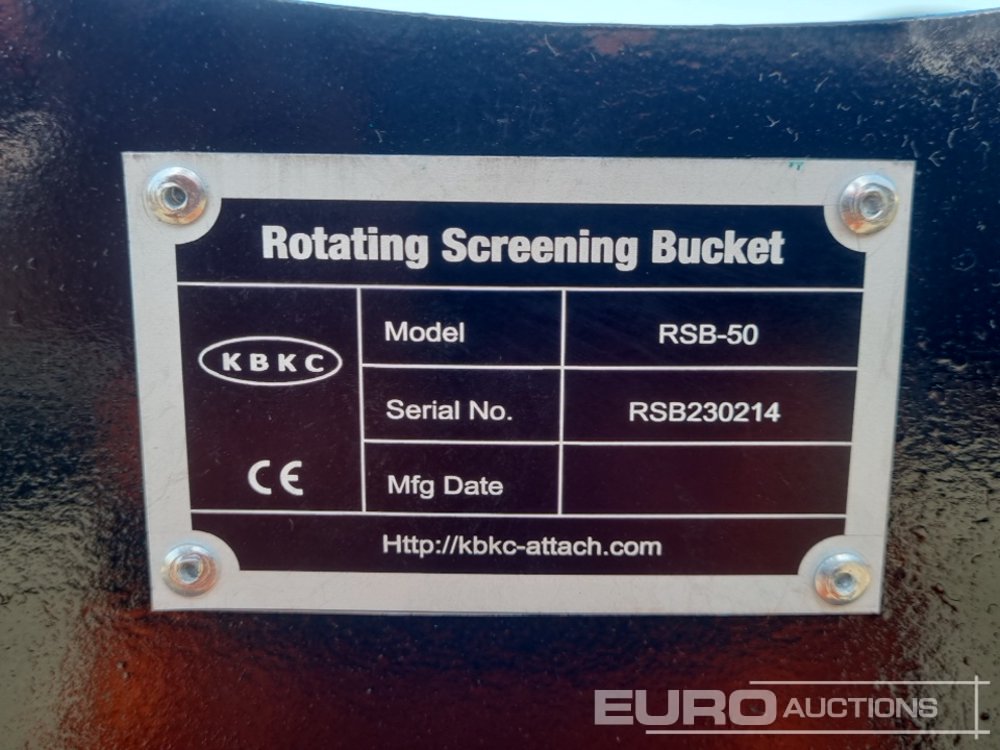 Rotating Screening Bucket
KBKC
CE
Model RSB-50
Serial No. RSB230214
Mfg Date
Http://kbkc-attach.com
EURO AUCTIONS